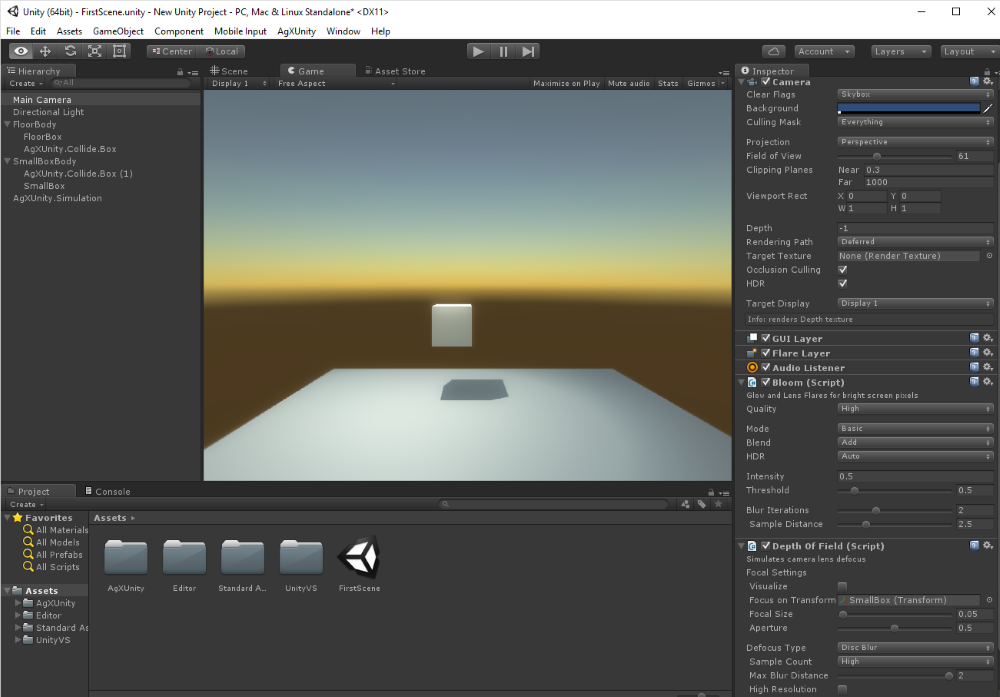 Unity (64bit) - FirstScene.unity - New Unity Project - PC, Mac & Linux Standalone* <DX11>
File Edit Assets GameObject Component Mobile Input AgXUnity Window Help
Center Local Account Layers Layout
Hierarchy
Create All
Main Camera
Directional Light
FloorBody
FloorBox
AgXUnity.Collide.Box
SmallBoxBody
AgXUnity.Collide.Box (1)
SmallBox
AgXUnity.Simulation
Scene Game Asset Store
Display 1 Free Aspect Maximize on Play Mute audio Stats Gizmos
Inspector
Camera
Clear Flags Skybox
Background
Culling Mask Everything
Projection Perspective
Field of View 61
Clipping Planes Near 0.3
Far 1000
Viewport Rect X 0 Y 0
W 1 H 1
Depth -1
Rendering Path Deferred
Target Texture None (Render Texture)
Occlusion Culling
HDR
Target Display Display 1
Info: renders Depth texture
GUI Layer
Flare Layer
Audio Listener
Bloom (Script)
Glow and Lens Flares for bright screen pixels
Quality High
Mode Basic
Blend Add
HDR Auto
Intensity 0.5
Threshold 0.5
Blur Iterations 2
Sample Distance 2.5
Depth Of Field (Script)
Simulates camera lens defocus
Focal Settings
Visualize
Focus on Transform SmallBox (Transform)
Focal Size 0.05
Aperture 0.5
Defocus Type Disc Blur
Sample Count High
Max Blur Distance 2
High Resolution
Project Console
Create
Favorites
All Materials
All Models
All Prefabs
All Scripts
Assets
AgXUnity
Editor
Standard As
UnityVS
Assets
AgXUnity Editor Standard A... UnityVS FirstScene